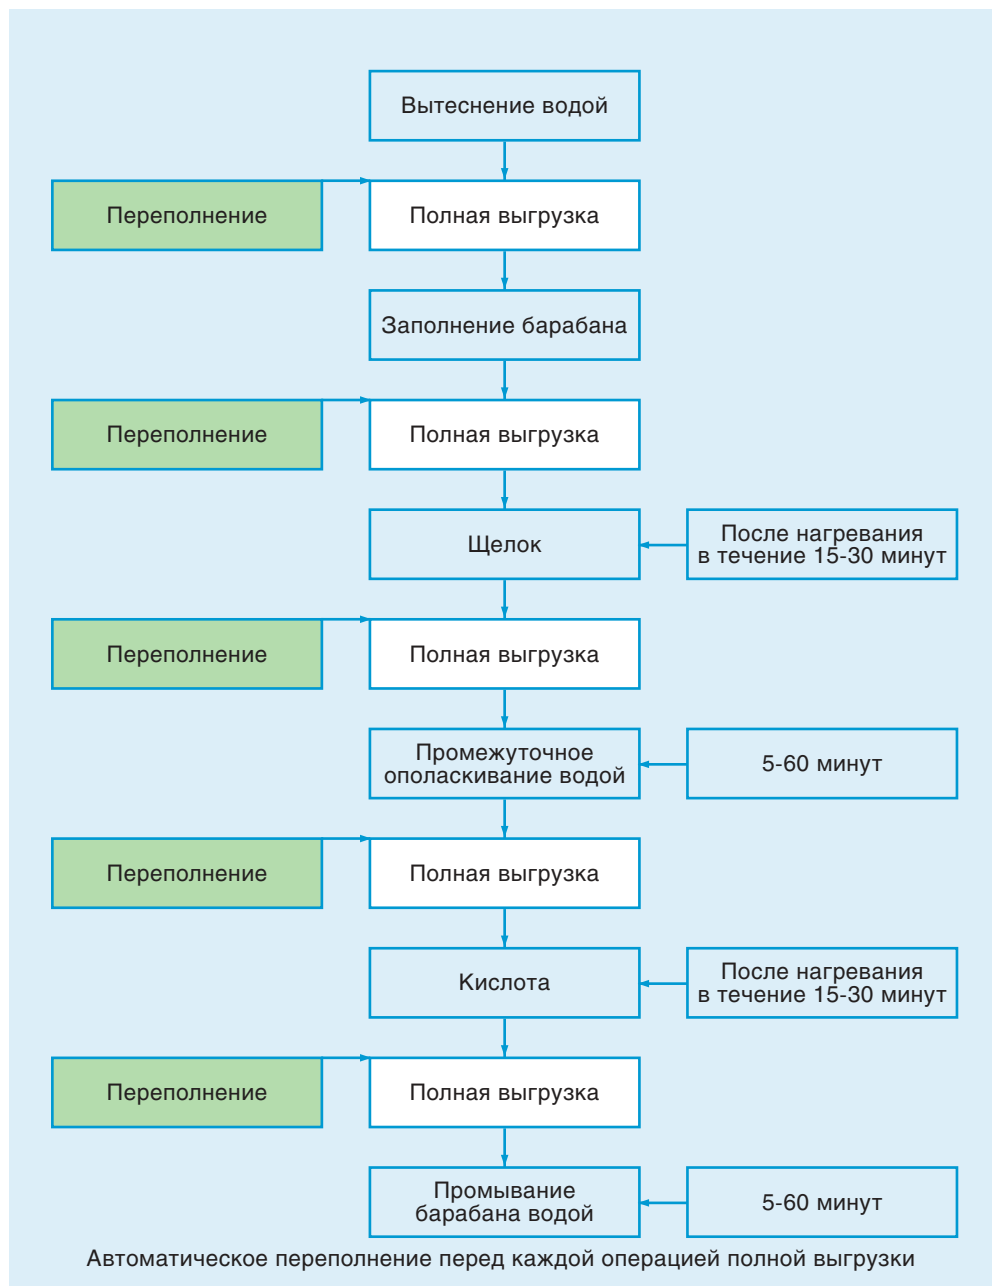 Вытеснение водой
Переполнение
Полная выгрузка
Заполнение барабана
Переполнение
Полная выгрузка
Щелок
После нагревания
в течение 15-30 минут
Переполнение
Полная выгрузка
Промежуточное
ополаскивание водой
5-60 минут
Переполнение
Полная выгрузка
Кислота
После нагревания
в течение 15-30 минут
Переполнение
Полная выгрузка
Промывание
барабана водой
5-60 минут
Автоматическое переполнение перед каждой операцией полной выгрузки